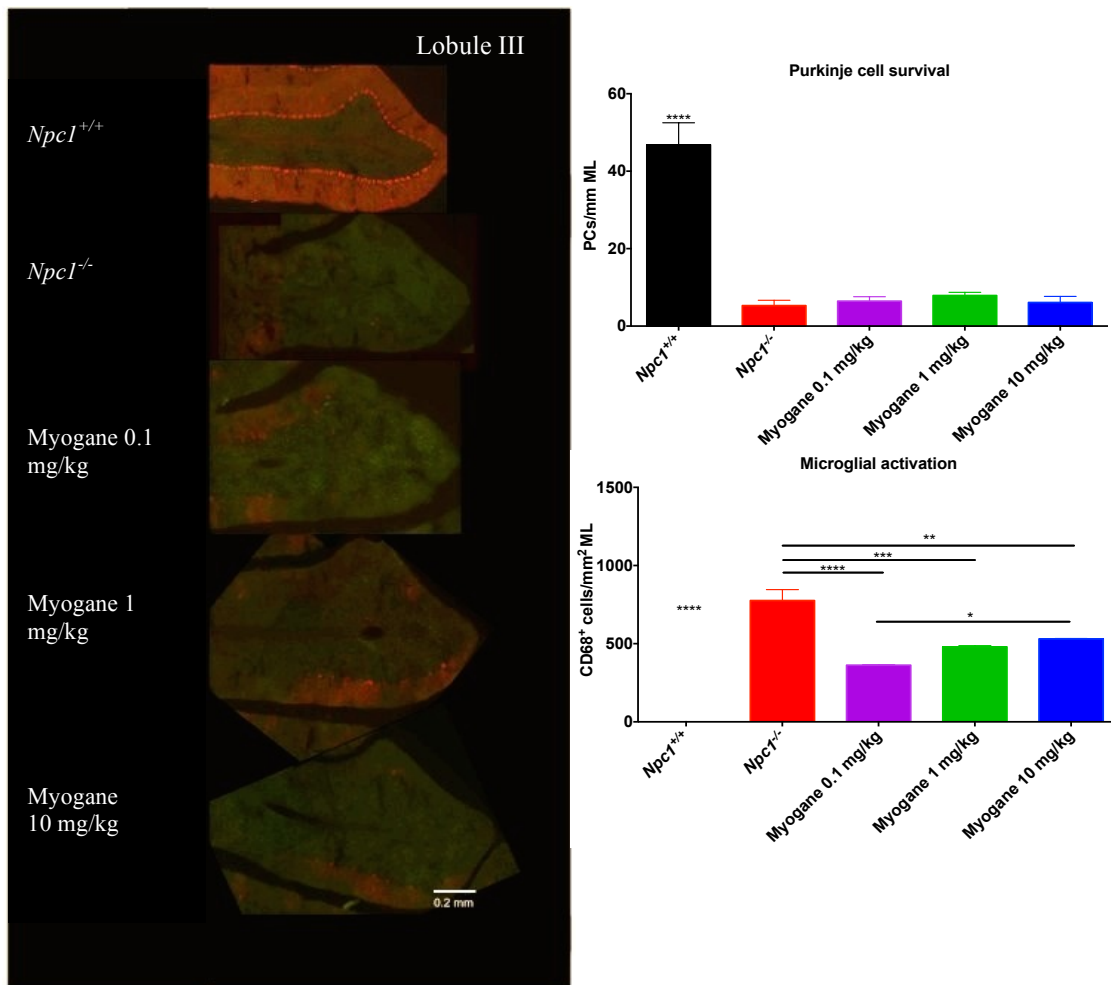 Lobule III
Npc1+/+
Npc1-/-
Myogane 0.1
mg/kg
Myogane 1
mg/kg
Myogane
10 mg/kg
0.2 mm
Purkinje cell survival
PCs/mm ML
60
40
20
0
****
Npc1+/+
Npc1-/-
Myogane 0.1 mg/kg
Myogane 1 mg/kg
Myogane 10 mg/kg
Microglial activation
CD68+ cells/mm2 ML
1500
1000
500
0
****
**
***
****
*
Npc1+/+
Npc1-/-
Myogane 0.1 mg/kg
Myogane 1 mg/kg
Myogane 10 mg/kg